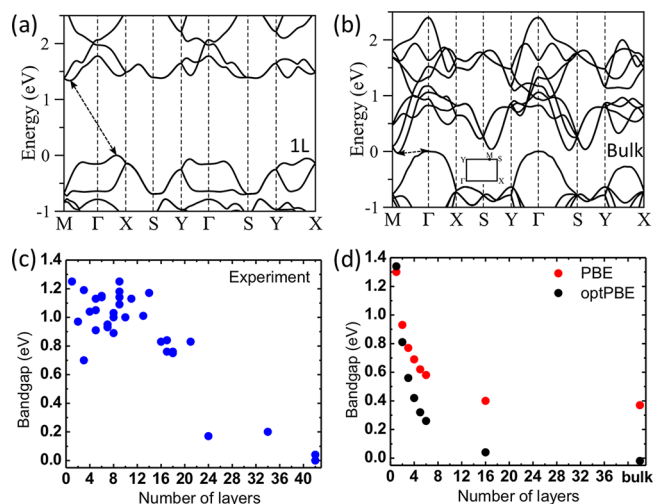 (a)
Energy (eV)
2
1
0
-1
1L
M Γ X S Y Γ S Y X
(b)
Energy (eV)
2
1
0
-1
Y M S
Γ X
Bulk
M Γ X S Y Γ S Y X
(c)
Experiment
Bandgap (eV)
1.4
1.2
1.0
0.8
0.6
0.4
0.2
0.0
0 4 8 12 16 20 24 28 32 36 40
Number of layers
(d)
PBE
optPBE
Bandgap (eV)
1.4
1.2
1.0
0.8
0.6
0.4
0.2
0.0
0 4 8 12 16 20 24 28 32 36 bulk
Number of layers